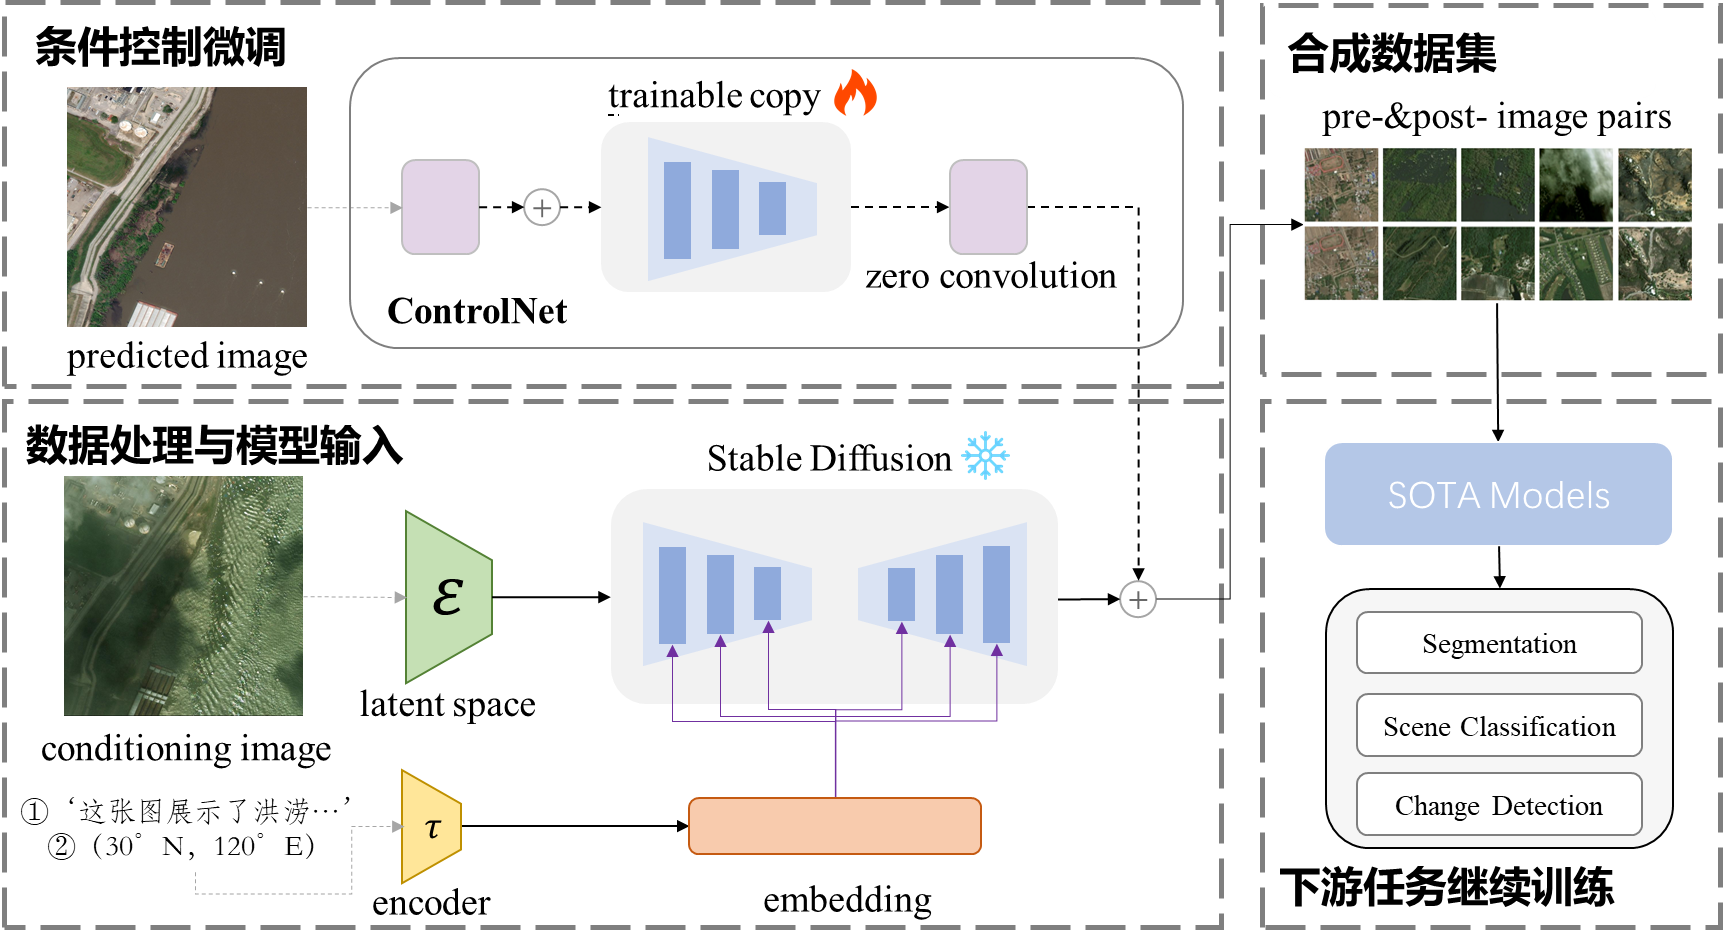 条件控制微调
trainable copy
zero convolution
ControlNet
predicted image
数据处理与模型输入
Stable Diffusion
ε
latent space
conditioning image
① ‘这张图展示了洪涝…’
② (30° N, 120° E)
τ
encoder
embedding
合成数据集
pre-&post- image pairs
SOTA Models
Segmentation
Scene Classification
Change Detection
下游任务继续训练